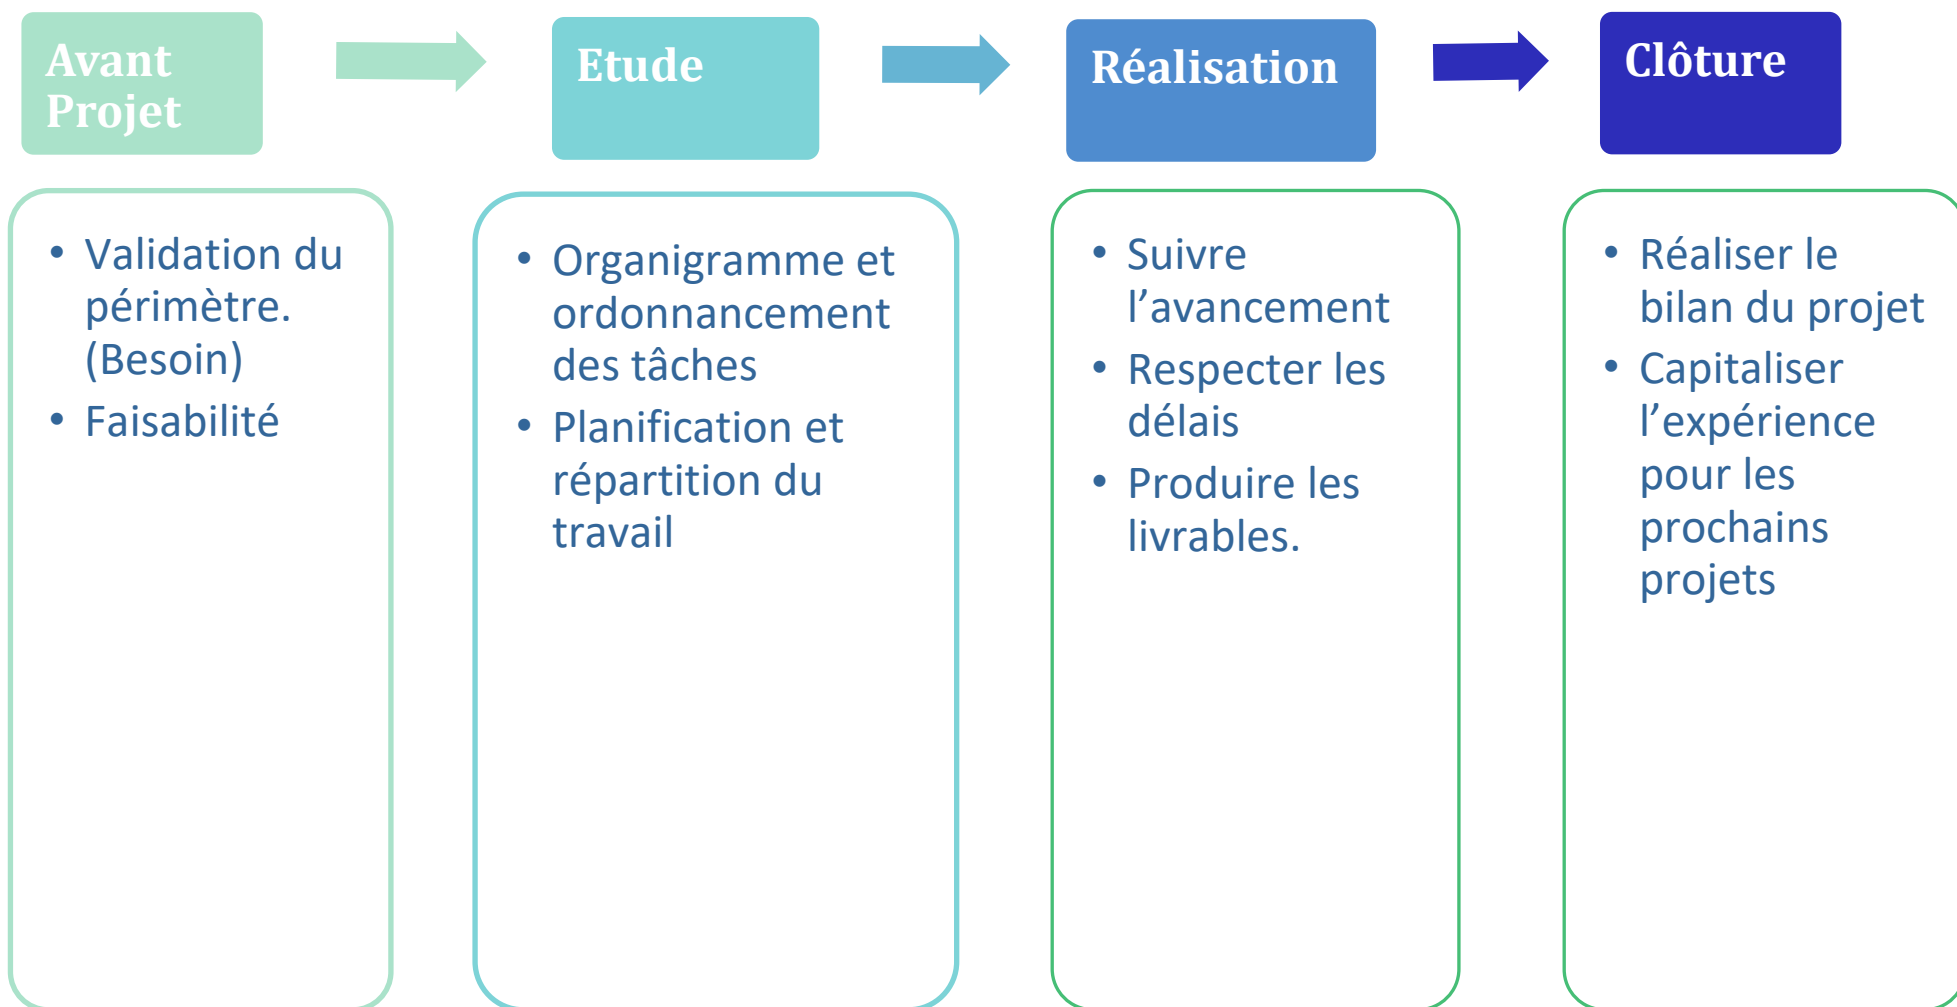 Avant
Projet
Etude
Réalisation
Clôture
• Validation du
périmètre.
(Besoin)
• Faisabilité
• Organigramme et
ordonnancement
des tâches
• Planification et
répartition du
travail
• Suivre
l’avancement
• Respecter les
délais
• Produire les
livrables.
• Réaliser le
bilan du projet
• Capitaliser
l’expérience
pour les
prochains
projets